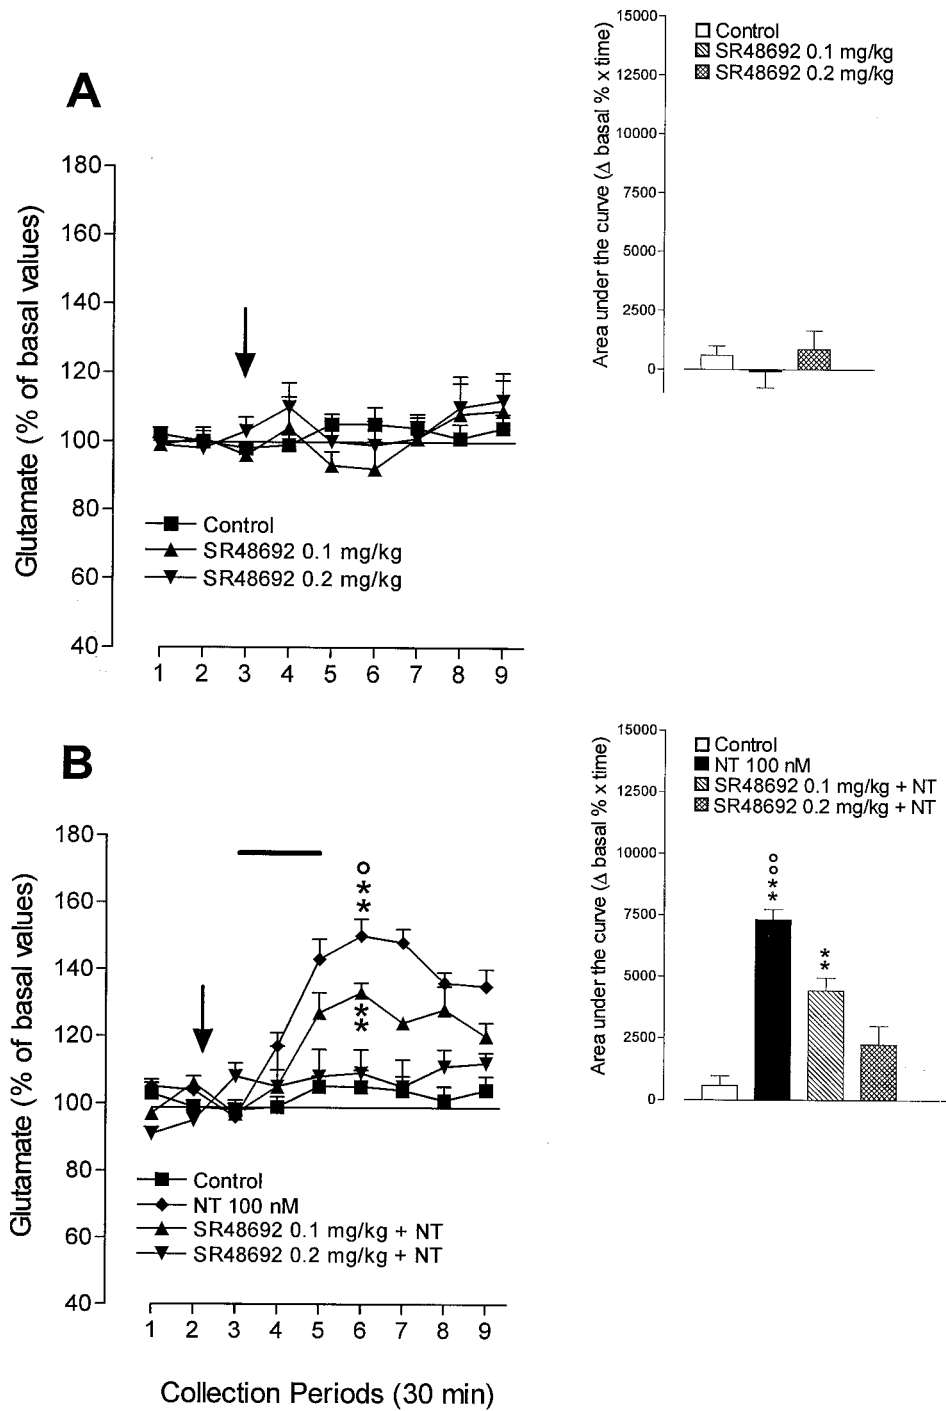 A
Glutamate (% of basal values)
180
160
140
120
100
80
60
40
Control
SR48692 0.1 mg/kg
SR48692 0.2 mg/kg
1 2 3 4 5 6 7 8 9
Area under the curve (Δ basal % x time)
15000
12500
10000
7500
5000
2500
0
Control
SR48692 0.1 mg/kg
SR48692 0.2 mg/kg
B
Glutamate (% of basal values)
180
160
140
120
100
80
60
40
°
*
*
*
*
Control
NT 100 nM
SR48692 0.1 mg/kg + NT
SR48692 0.2 mg/kg + NT
1 2 3 4 5 6 7 8 9
Collection Periods (30 min)
Area under the curve (Δ basal % x time)
15000
12500
10000
7500
5000
2500
0
Control
NT 100 nM
SR48692 0.1 mg/kg + NT
SR48692 0.2 mg/kg + NT
°
°
*
*
*
*